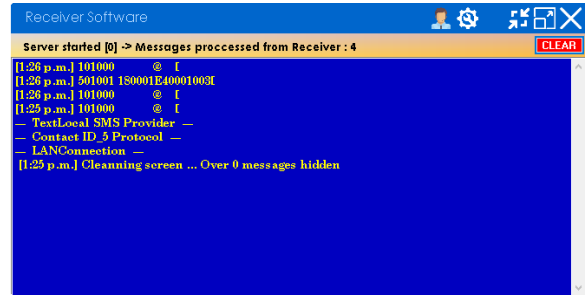 Receiver Software
Server started [0] -> Messages proccessed from Receiver : 4
CLEAR
[1:26 p.m.] 101000 @ [
[1:26 p.m.] 501001 1S0001E40001003[
[1:26 p.m.] 101000 @ [
[1:25 p.m.] 101000 @ [
— TextLocal SMS Provider —
— Contact ID_5 Protocol —
— LANConnection —
[1:25 p.m.] Cleanning screen ... Over 0 messages hidden